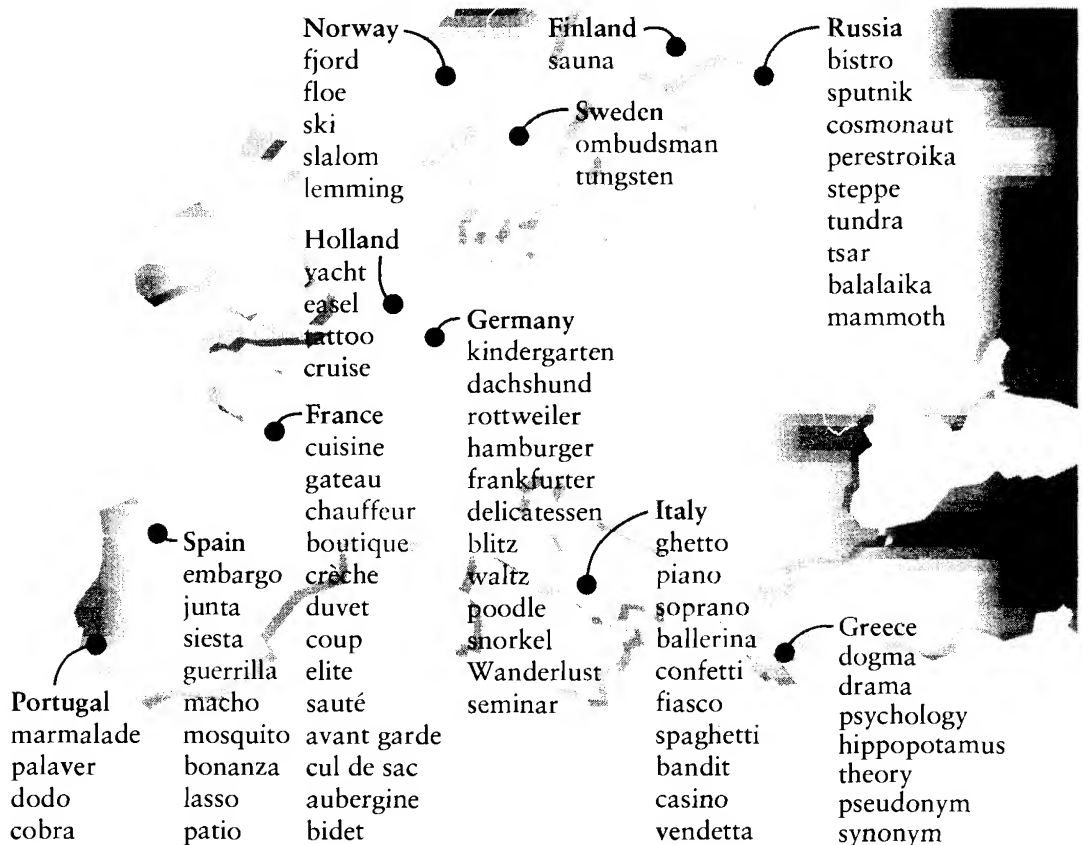 Norway
fjord
floe
ski
slalom
lemming
Finland
sauna
Sweden
ombudsman
tungsten
Russia
bistro
sputnik
cosmonaut
perestroika
steppe
tundra
tsar
balalaika
mammoth
Holland
yacht
easel
tattoo
cruise
Germany
kindergarten
dachshund
rottweiler
hamburger
frankfurter
delicatessen
blitz
waltz
poodle
snorkel
Wanderlust
seminar
France
cuisine
gateau
chauffeur
boutique
crèche
duvet
coup
elite
sauté
avant garde
cul de sac
aubergine
bidet
Spain
embargo
junta
siesta
guerrilla
macho
mosquito
bonanza
lasso
patio
Portugal
marmalade
palaver
dodo
cobra
Italy
ghetto
piano
soprano
ballerina
confetti
fiasco
spaghetti
bandit
casino
vendetta
Greece
dogma
drama
psychology
hippopotamus
theory
pseudonym
synonym